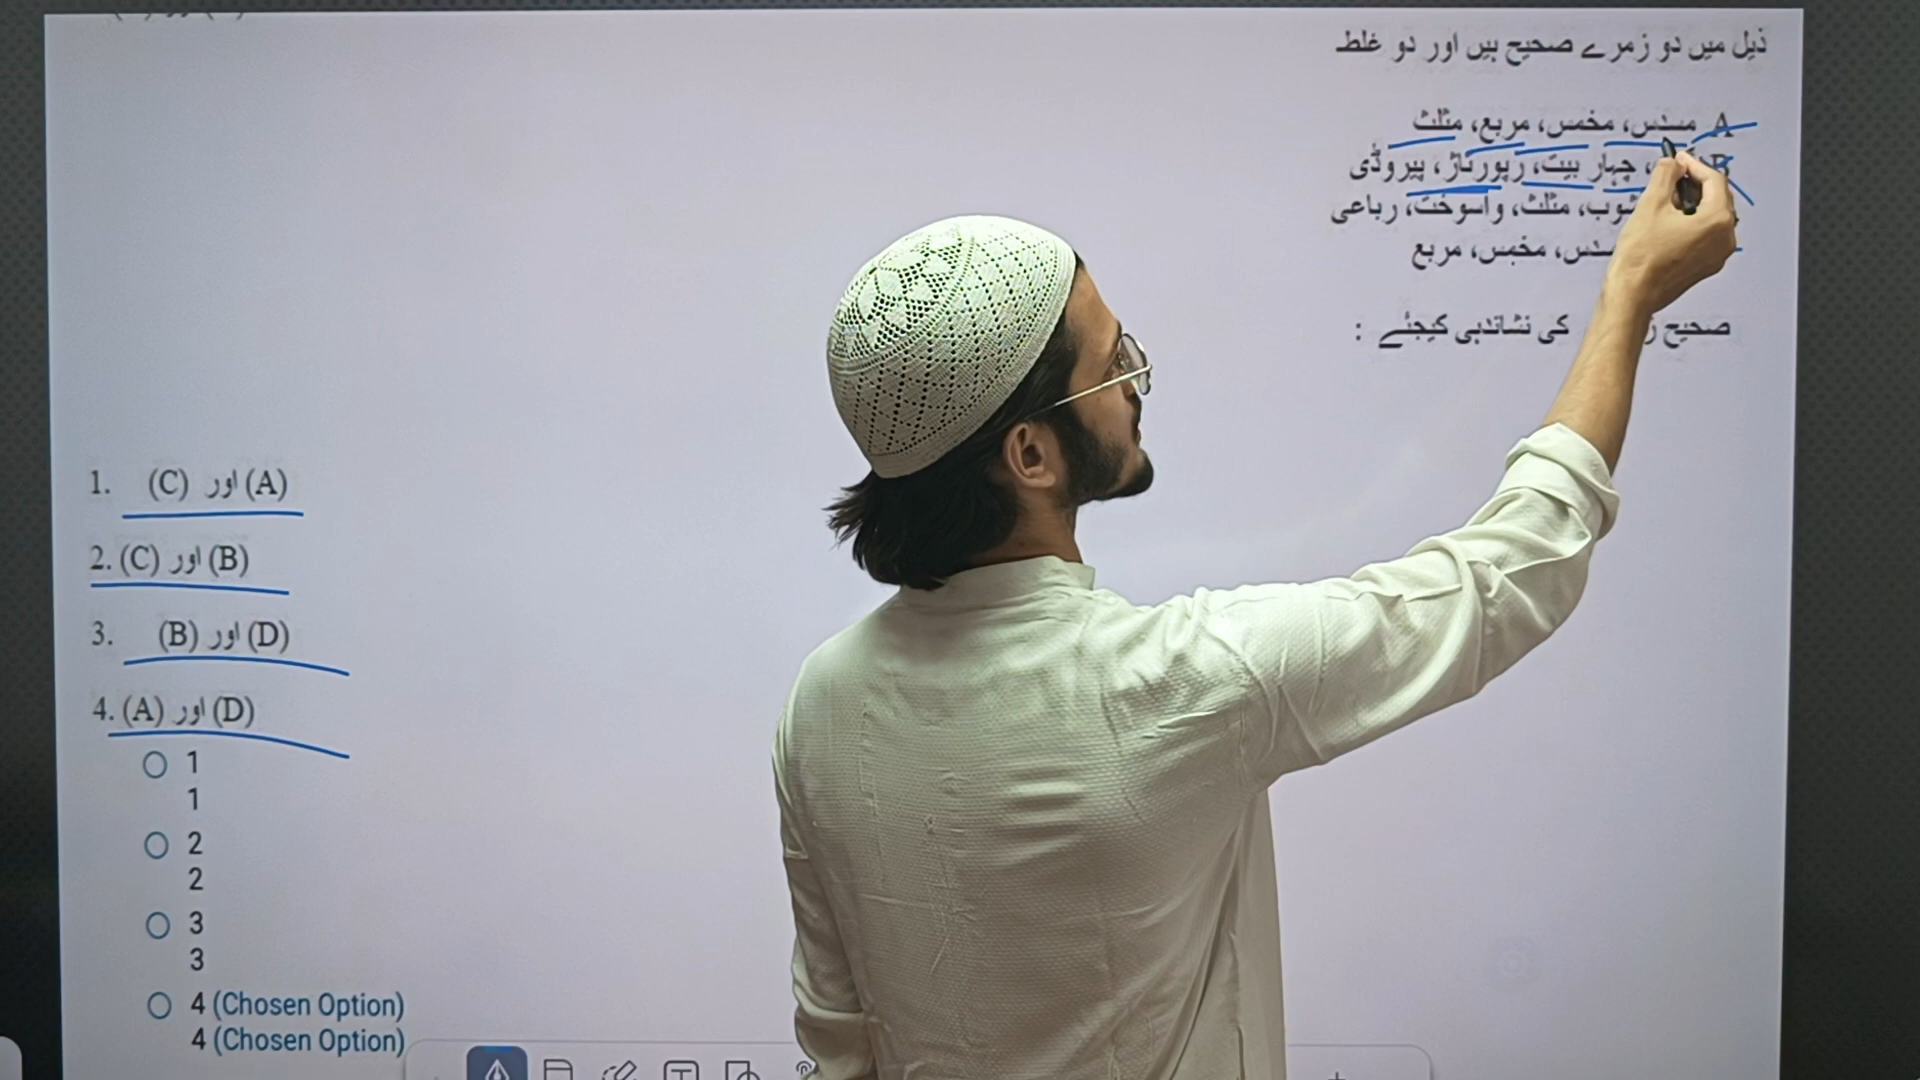 ذیل میں دو زمرے صحیح ہیں اور دو غلط
A مسدس، مخمس، مربع، مثلث
B ، چہار بیت، رپورتاژ، پیروڈی
مثلث، واسوخت، رباعی
مخمس، مربع
صحیح کی نشاندہی کیجئے :
1. (C) اور (A)
2. (C) اور (B)
3. (B) اور (D)
4. (A) اور (D)
1
1
2
2
3
3
4 (Chosen Option)
4 (Chosen Option)